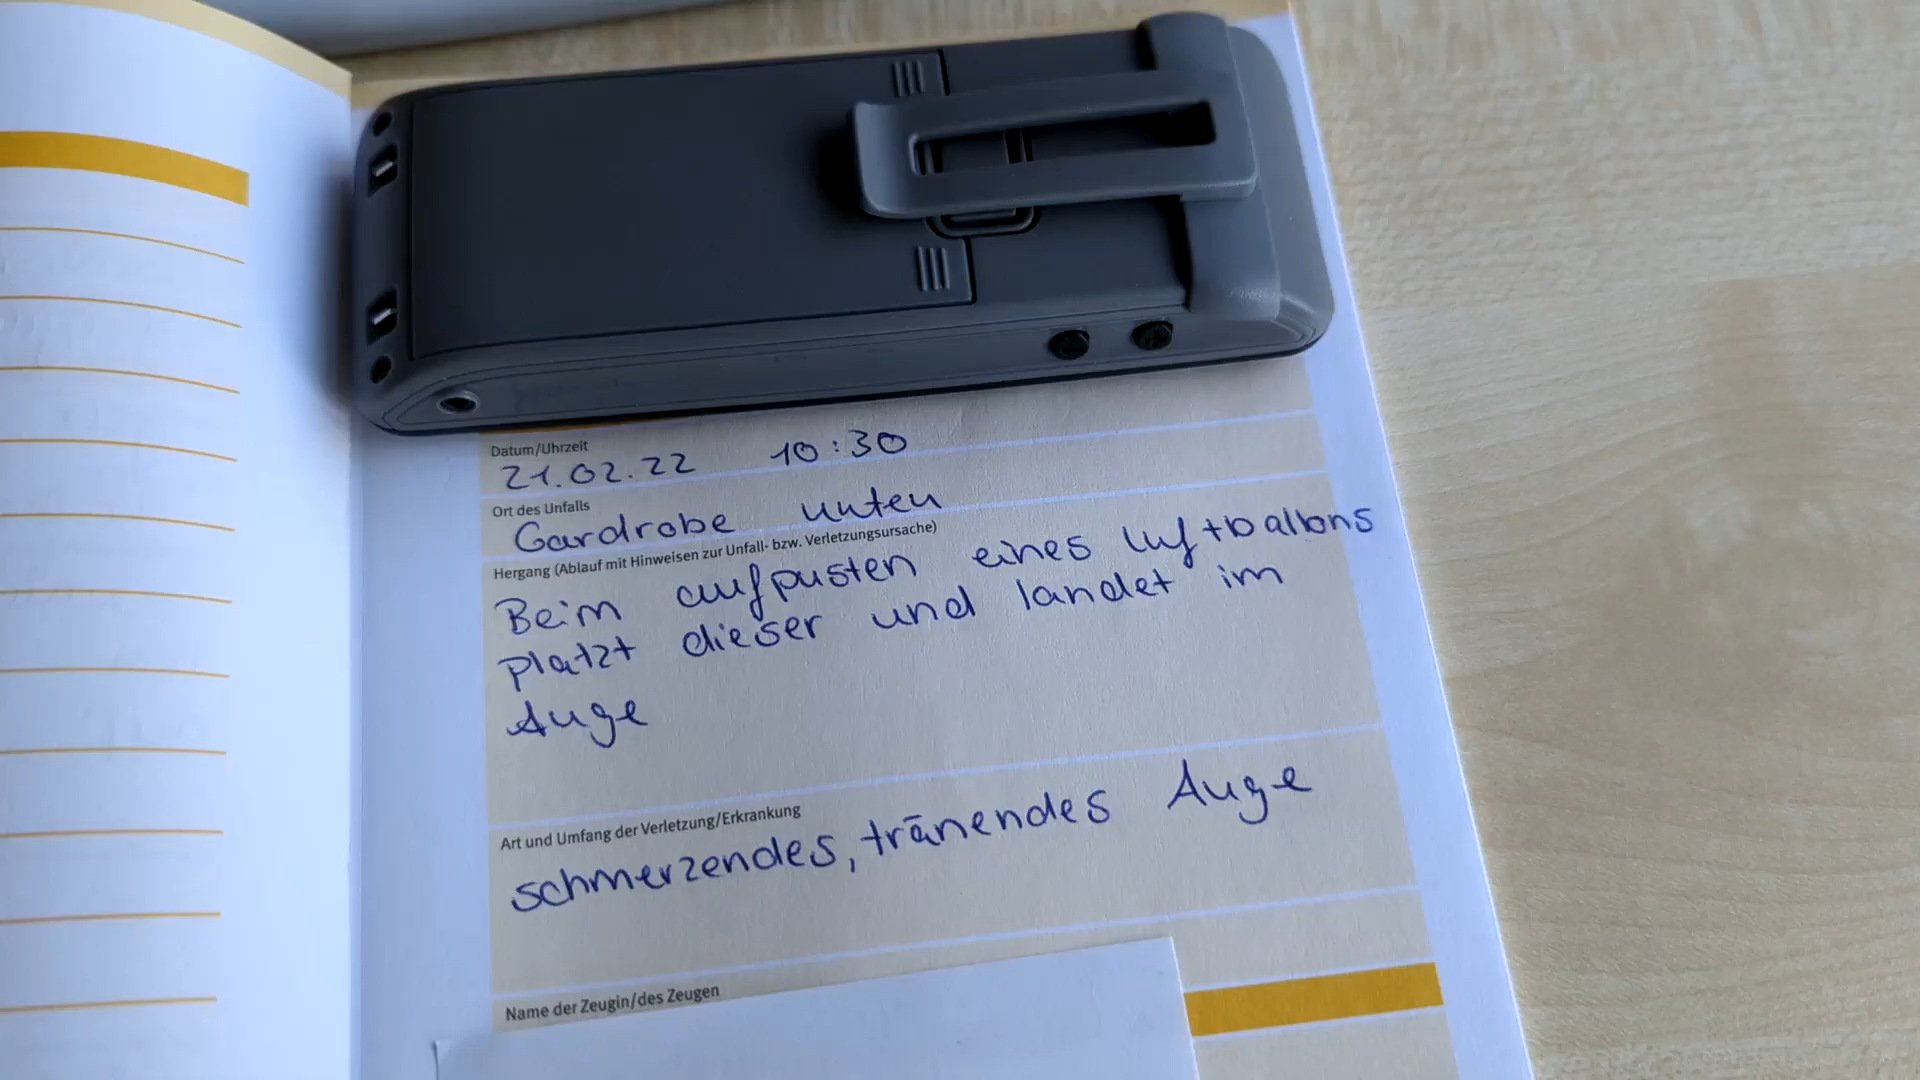 Datum/Uhrzeit
21.02.22 10:30
Ort des Unfalls
Gardrobe unten
Hergang (Ablauf mit Hinweisen zur Unfall- bzw. Verletzungsursache)
Beim aufpusten eines luftballons
platzt dieser und landet im
Auge
Art und Umfang der Verletzung/Erkrankung
schmerzendes, tränendes Auge
Name der Zeugin/des Zeugen